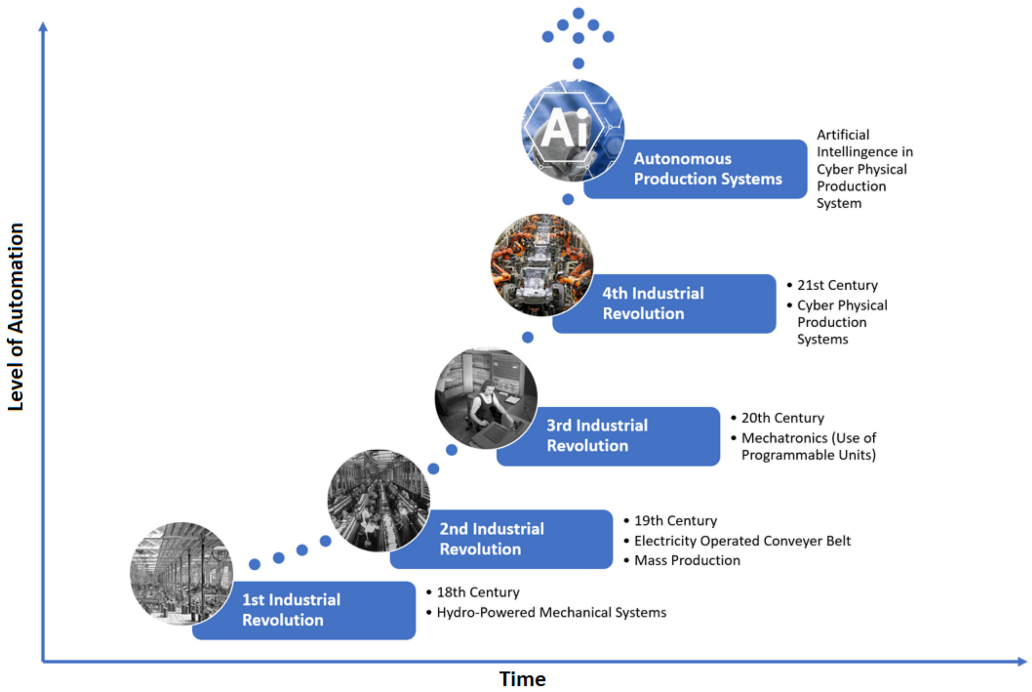 Ai
Autonomous
Production Systems
Artificial
Intellingence in
Cyber Physical
Production
System
4th Industrial
Revolution
• 21st Century
• Cyber Physical
Production
Systems
3rd Industrial
Revolution
• 20th Century
• Mechatronics (Use of
Programmable Units)
2nd Industrial
Revolution
• 19th Century
• Electricity Operated Conveyer Belt
• Mass Production
1st Industrial
Revolution
• 18th Century
• Hydro-Powered Mechanical Systems
Level of Automation
Time